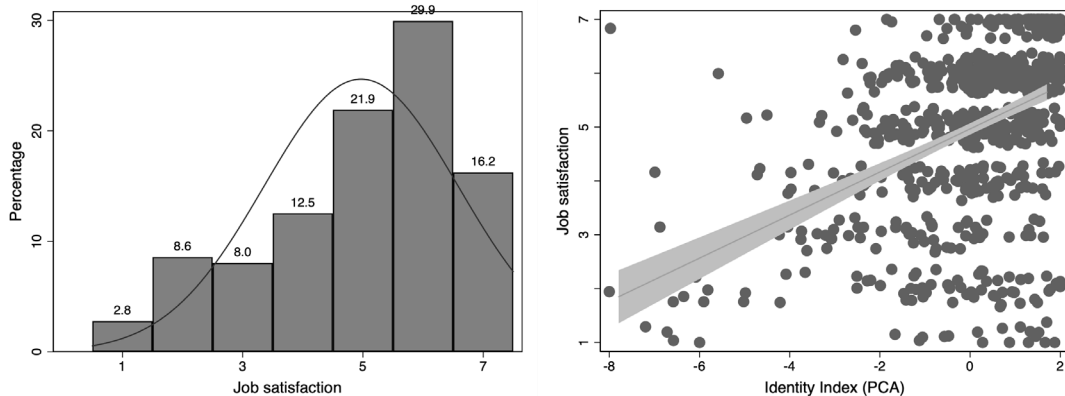 30
20
10
0
Percentage
2.8
8.6
8.0
12.5
21.9
29.9
16.2
1 3 5 7
Job satisfaction
7
5
3
1
Job satisfaction
-8 -6 -4 -2 0 2
Identity Index (PCA)